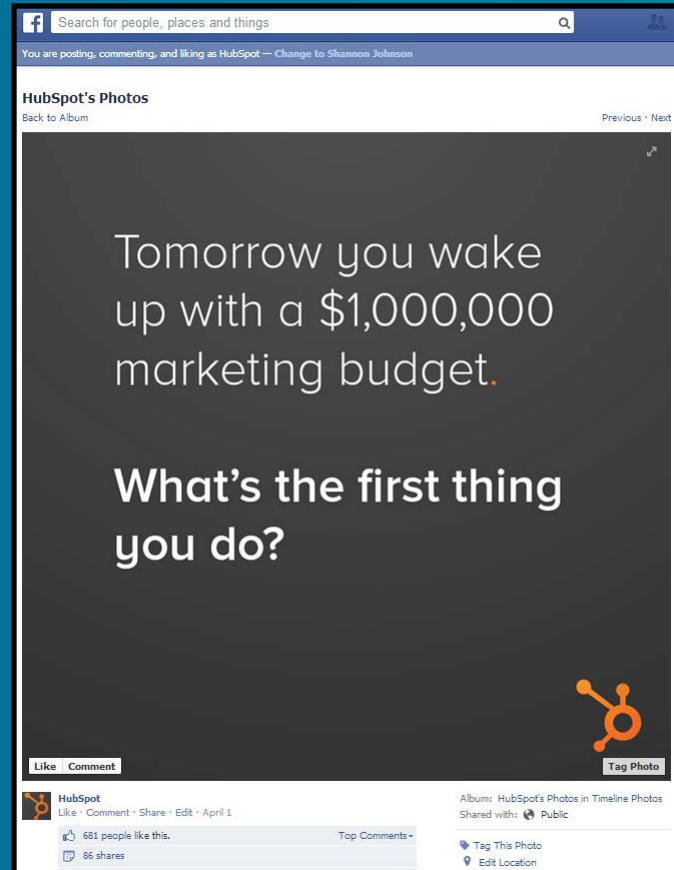 Search for people, places and things
You are posting, commenting, and liking as HubSpot — Change to Shannon Johnson
HubSpot's Photos
Back to Album
Previous · Next
Tomorrow you wake
up with a $1,000,000
marketing budget.
What's the first thing
you do?
Like Comment
Tag Photo
HubSpot
Like · Comment · Share · Edit · April 1
681 people like this.
Top Comments
86 shares
Album: HubSpot's Photos in Timeline Photos
Shared with: Public
Tag This Photo
Edit Location